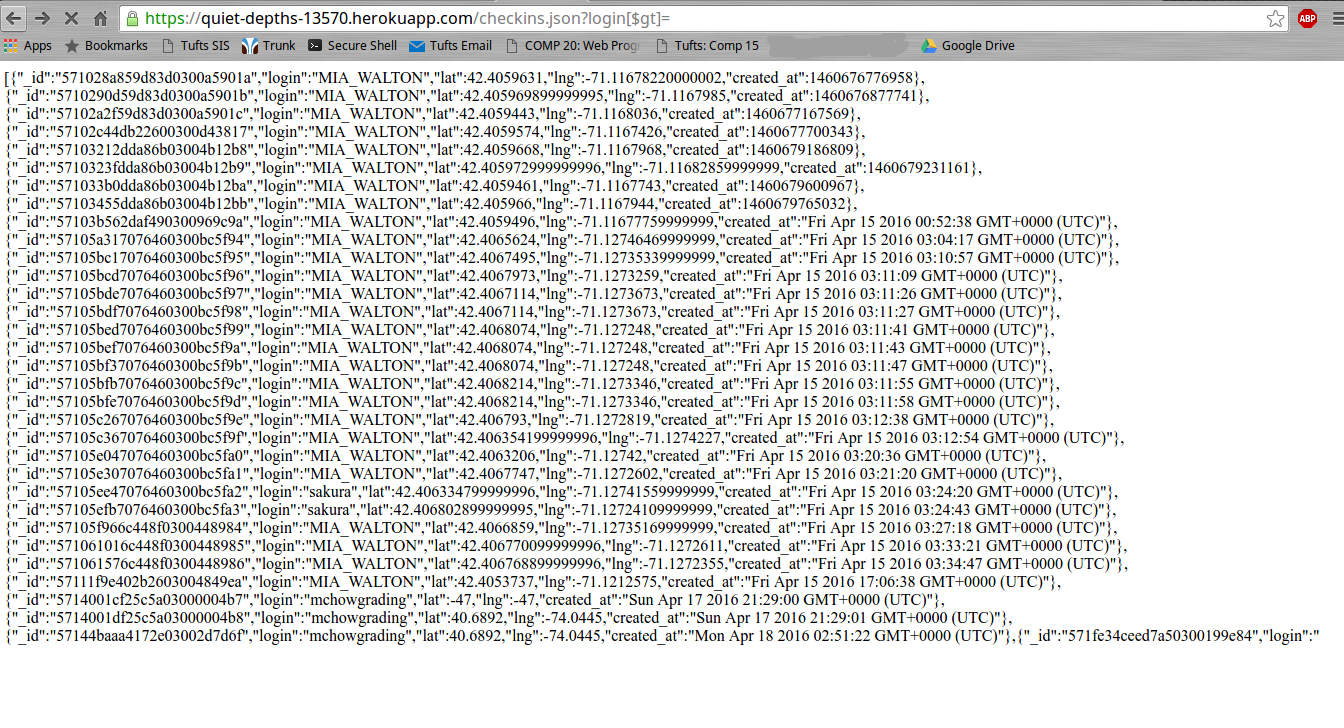 https://quiet-depths-13570.herokuapp.com/checkins.json?login[$gt]=
ABP
Apps Bookmarks Tufts SIS Trunk Secure Shell Tufts Email COMP 20: Web Prog Tufts: Comp 15 Google Drive
[{"_id":"571028a859d83d0300a5901a","login":"MIA_WALTON","lat":42.4059631,"lng":-71.11678220000002,"created_at":1460676776958},
{"_id":"5710290d59d83d0300a5901b","login":"MIA_WALTON","lat":42.405969899999995,"lng":-71.1167985,"created_at":1460676877741},
{"_id":"57102a2f59d83d0300a5901c","login":"MIA_WALTON","lat":42.4059443,"lng":-71.1168036,"created_at":1460677167569},
{"_id":"57102c44db22600300d43817","login":"MIA_WALTON","lat":42.4059574,"lng":-71.1167426,"created_at":1460677700343},
{"_id":"57103212dda86b03004b12b8","login":"MIA_WALTON","lat":42.4059668,"lng":-71.1167968,"created_at":1460679186809},
{"_id":"5710323fdda86b03004b12b9","login":"MIA_WALTON","lat":42.405972999999996,"lng":-71.11682859999999,"created_at":1460679231161},
{"_id":"571033b0dda86b03004b12ba","login":"MIA_WALTON","lat":42.4059461,"lng":-71.1167743,"created_at":1460679600967},
{"_id":"57103455dda86b03004b12bb","login":"MIA_WALTON","lat":42.405966,"lng":-71.1167944,"created_at":1460679765032},
{"_id":"57103b562daf490300969c9a","login":"MIA_WALTON","lat":42.4059496,"lng":-71.11677759999999,"created_at":"Fri Apr 15 2016 00:52:38 GMT+0000 (UTC)"},
{"_id":"57105a317076460300bc5f94","login":"MIA_WALTON","lat":42.4065624,"lng":-71.12746469999999,"created_at":"Fri Apr 15 2016 03:04:17 GMT+0000 (UTC)"},
{"_id":"57105bc17076460300bc5f95","login":"MIA_WALTON","lat":42.4067495,"lng":-71.12735339999999,"created_at":"Fri Apr 15 2016 03:10:57 GMT+0000 (UTC)"},
{"_id":"57105bcd7076460300bc5f96","login":"MIA_WALTON","lat":42.4067973,"lng":-71.1273259,"created_at":"Fri Apr 15 2016 03:11:09 GMT+0000 (UTC)"},
{"_id":"57105bde7076460300bc5f97","login":"MIA_WALTON","lat":42.4067114,"lng":-71.1273673,"created_at":"Fri Apr 15 2016 03:11:26 GMT+0000 (UTC)"},
{"_id":"57105bdf7076460300bc5f98","login":"MIA_WALTON","lat":42.4067114,"lng":-71.1273673,"created_at":"Fri Apr 15 2016 03:11:27 GMT+0000 (UTC)"},
{"_id":"57105bed7076460300bc5f99","login":"MIA_WALTON","lat":42.4068074,"lng":-71.127248,"created_at":"Fri Apr 15 2016 03:11:41 GMT+0000 (UTC)"},
{"_id":"57105bef7076460300bc5f9a","login":"MIA_WALTON","lat":42.4068074,"lng":-71.127248,"created_at":"Fri Apr 15 2016 03:11:43 GMT+0000 (UTC)"},
{"_id":"57105bf37076460300bc5f9b","login":"MIA_WALTON","lat":42.4068074,"lng":-71.127248,"created_at":"Fri Apr 15 2016 03:11:47 GMT+0000 (UTC)"},
{"_id":"57105bfb7076460300bc5f9c","login":"MIA_WALTON","lat":42.4068214,"lng":-71.1273346,"created_at":"Fri Apr 15 2016 03:11:55 GMT+0000 (UTC)"},
{"_id":"57105bfe7076460300bc5f9d","login":"MIA_WALTON","lat":42.4068214,"lng":-71.1273346,"created_at":"Fri Apr 15 2016 03:11:58 GMT+0000 (UTC)"},
{"_id":"57105c267076460300bc5f9e","login":"MIA_WALTON","lat":42.406793,"lng":-71.1272819,"created_at":"Fri Apr 15 2016 03:12:38 GMT+0000 (UTC)"},
{"_id":"57105c367076460300bc5f9f","login":"MIA_WALTON","lat":42.406354199999996,"lng":-71.1274227,"created_at":"Fri Apr 15 2016 03:12:54 GMT+0000 (UTC)"},
{"_id":"57105e047076460300bc5fa0","login":"MIA_WALTON","lat":42.4063206,"lng":-71.12742,"created_at":"Fri Apr 15 2016 03:20:36 GMT+0000 (UTC)"},
{"_id":"57105e307076460300bc5fa1","login":"MIA_WALTON","lat":42.4067747,"lng":-71.1272602,"created_at":"Fri Apr 15 2016 03:21:20 GMT+0000 (UTC)"},
{"_id":"57105ee47076460300bc5fa2","login":"sakura","lat":42.406334799999996,"lng":-71.12741559999999,"created_at":"Fri Apr 15 2016 03:24:20 GMT+0000 (UTC)"},
{"_id":"57105efb7076460300bc5fa3","login":"sakura","lat":42.406802899999995,"lng":-71.12724109999999,"created_at":"Fri Apr 15 2016 03:24:43 GMT+0000 (UTC)"},
{"_id":"57105f966c448f0300448984","login":"MIA_WALTON","lat":42.4066859,"lng":-71.12735169999999,"created_at":"Fri Apr 15 2016 03:27:18 GMT+0000 (UTC)"},
{"_id":"571061016c448f0300448985","login":"MIA_WALTON","lat":42.406770099999996,"lng":-71.1272611,"created_at":"Fri Apr 15 2016 03:33:21 GMT+0000 (UTC)"},
{"_id":"571061576c448f0300448986","login":"MIA_WALTON","lat":42.406768899999996,"lng":-71.1272355,"created_at":"Fri Apr 15 2016 03:34:47 GMT+0000 (UTC)"},
{"_id":"57111f9e402b2603004849ea","login":"MIA_WALTON","lat":42.4053737,"lng":-71.1212575,"created_at":"Fri Apr 15 2016 17:06:38 GMT+0000 (UTC)"},
{"_id":"5714001cf25c5a03000004b7","login":"mchowgrading","lat":-47,"lng":-47,"created_at":"Sun Apr 17 2016 21:29:00 GMT+0000 (UTC)"},
{"_id":"5714001df25c5a03000004b8","login":"mchowgrading","lat":40.6892,"lng":-74.0445,"created_at":"Sun Apr 17 2016 21:29:01 GMT+0000 (UTC)"},
{"_id":"57144baaa4172e03002d7d6f","login":"mchowgrading","lat":40.6892,"lng":-74.0445,"created_at":"Mon Apr 18 2016 02:51:22 GMT+0000 (UTC)"},{"_id":"571fe34ceed7a50300199e84","login":"